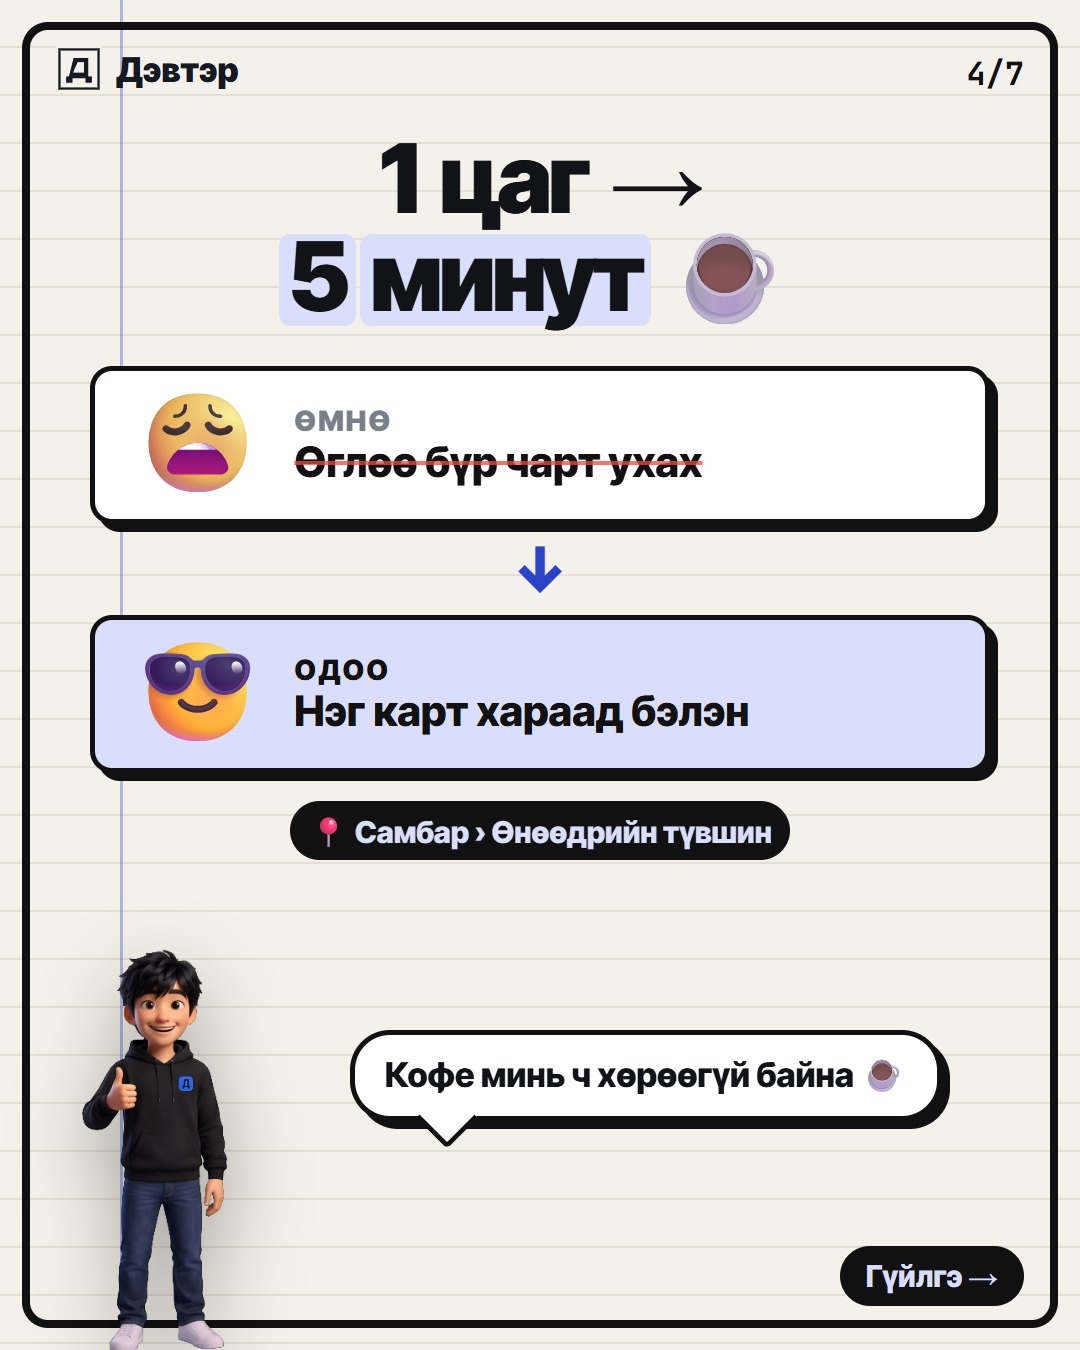 Д Дэвтэр
4/7
1 цаг →
5 минут
өмнө
Өглөө бүр чарт ухах
↓
одоо
Нэг карт хараад бэлэн
Самбар › Өнөөдрийн түвшин
Д
Кофе минь ч хөрөөгүй байна
Гүйлгэ →